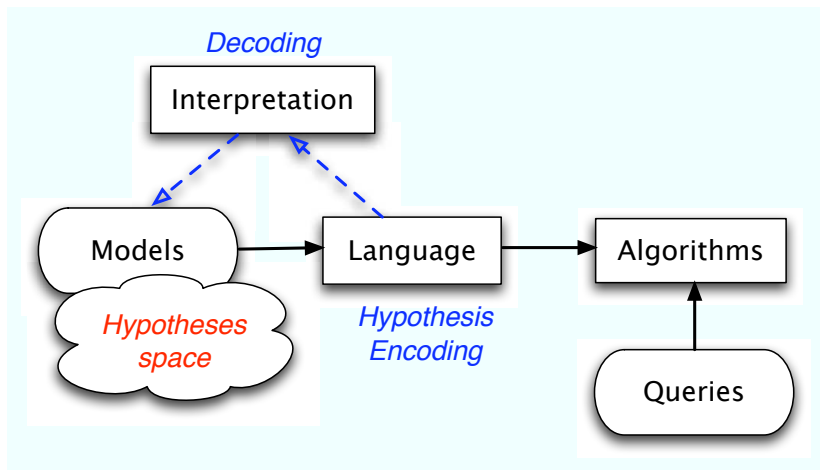 Decoding
Interpretation
Models
Language
Algorithms
Hypotheses
space
Hypothesis
Encoding
Queries